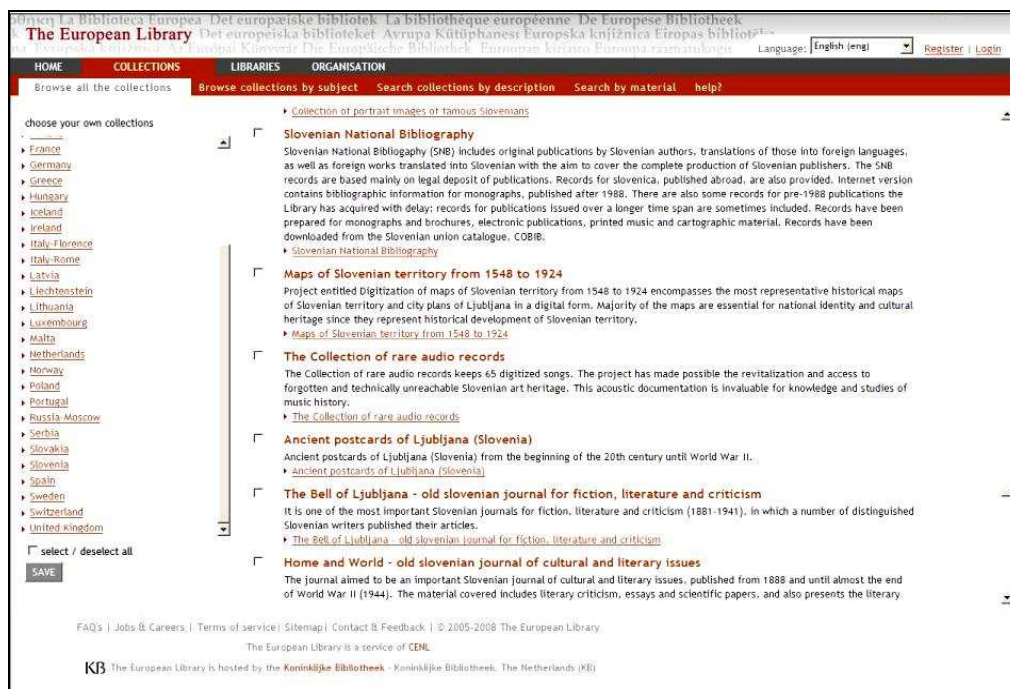 θήκη La Biblioteca Europea Det europæiske bibliotek La bibliothèque européenne De Europese Bibliotheek
The European Library Det europeiska biblioteket Avrupa Kütüphanesi Europska knjižnica Eiropas
Language: English (eng) Register | Login
HOME COLLECTIONS LIBRARIES ORGANISATION
Browse all the collections Browse collections by subject Search collections by description Search by material help?
choose your own collections
France
Germany
Greece
Hungary
Iceland
Ireland
Italy-Florence
Italy-Rome
Latvia
Liechtenstein
Lithuania
Luxembourg
Malta
Netherlands
Norway
Poland
Portugal
Russia-Moscow
Serbia
Slovakia
Slovenia
Spain
Sweden
Switzerland
United Kingdom
select / deselect all
SAVE
Collection of portrait images of famous Slovenians
Slovenian National Bibliography
Slovenian National Bibliogaphy (SNB) includes original publications by Slovenian authors, translations of those into foreign languages,
as well as foreign works translated into Slovenian with the aim to cover the complete production of Slovenian publishers. The SNB
records are based mainly on legal deposit of publications. Records for slovenica, published abroad, are also provided. Internet version
contains bibliographic information for monographs, published after 1988. There are also some records for pre-1988 publications the
Library has acquired with delay; records for publications issued over a longer time span are sometimes included. Records have been
prepared for monographs and brochures, electronic publications, printed music and cartographic material. Records have been
downloaded from the Slovenian union catalogue, COBIB.
Slovenian National Bibliography
Maps of Slovenian territory from 1548 to 1924
Project entitled Digitization of maps of Slovenian territory from 1548 to 1924 encompasses the most representative historical maps
of Slovenian territory and city plans of Ljubljana in a digital form. Majority of the maps are essential for national identity and cultural
heritage since they represent historical development of Slovenian territory.
Maps of Slovenian territory from 1548 to 1924
The Collection of rare audio records
The Collection of rare audio records keeps 65 digitized songs. The project has made possible the revitalization and access to
forgotten and technically unreachable Slovenian art heritage. This acoustic documentation is invaluable for knowledge and studies of
music history.
The Collection of rare audio records
Ancient postcards of Ljubljana (Slovenia)
Ancient postcards of Ljubljana (Slovenia) from the beginning of the 20th century until World War II.
Ancient postcards of Ljubljana (Slovenia)
The Bell of Ljubljana - old slovenian journal for fiction, literature and criticism
It is one of the most important Slovenian journals for fiction, literature and criticism (1881-1941), in which a number of distinguished
Slovenian writers published their articles.
The Bell of Ljubljana - old slovenian journal for fiction, literature and criticism
Home and World - old slovenian journal of cultural and literary issues
The journal aimed to be an important Slovenian journal of cultural and literary issues, published from 1888 and until almost the end
of World War II (1944). The material covered includes literary criticism, essays and scientific papers, and also presents the literary
FAQ's | Jobs & Careers | Terms of service | Sitemap | Contact & Feedback | © 2005-2008 The European Library
The European Library is a service of CENL
KB The European Library is hosted by the Koninklijke Bibliotheek - Koninklijke Bibliotheek, The Netherlands (KB)